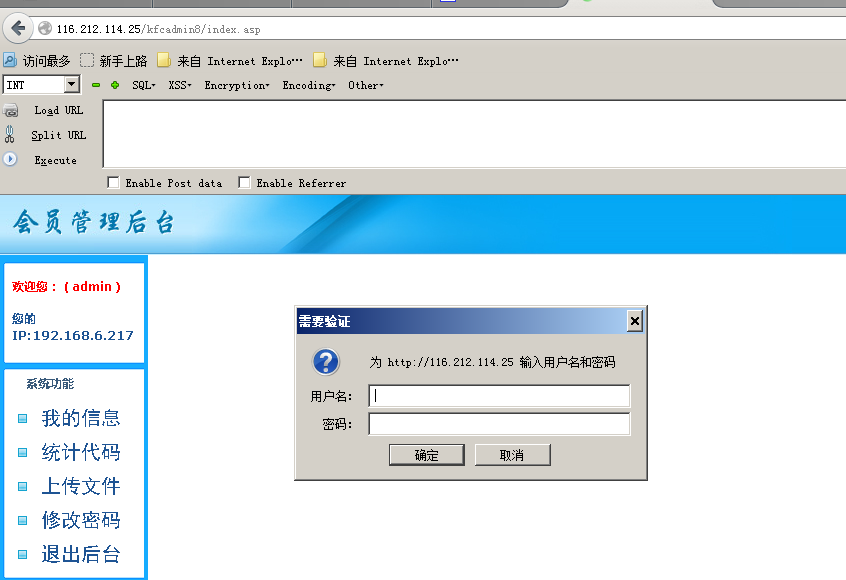 116.212.114.25/kfcadmin8/index.asp
访问最多 新手上路 来自 Internet Explo… 来自 Internet Explo…
INT SQL▾ XSS▾ Encryption▾ Encoding▾ Other▾
Load URL
Split URL
Execute
Enable Post data Enable Referrer
会员管理后台
欢迎您：（admin）
您的
IP:192.168.6.217
系统功能
我的信息
统计代码
上传文件
修改密码
退出后台
需要验证
为 http://116.212.114.25 输入用户名和密码
用户名:
密码:
确定 取消